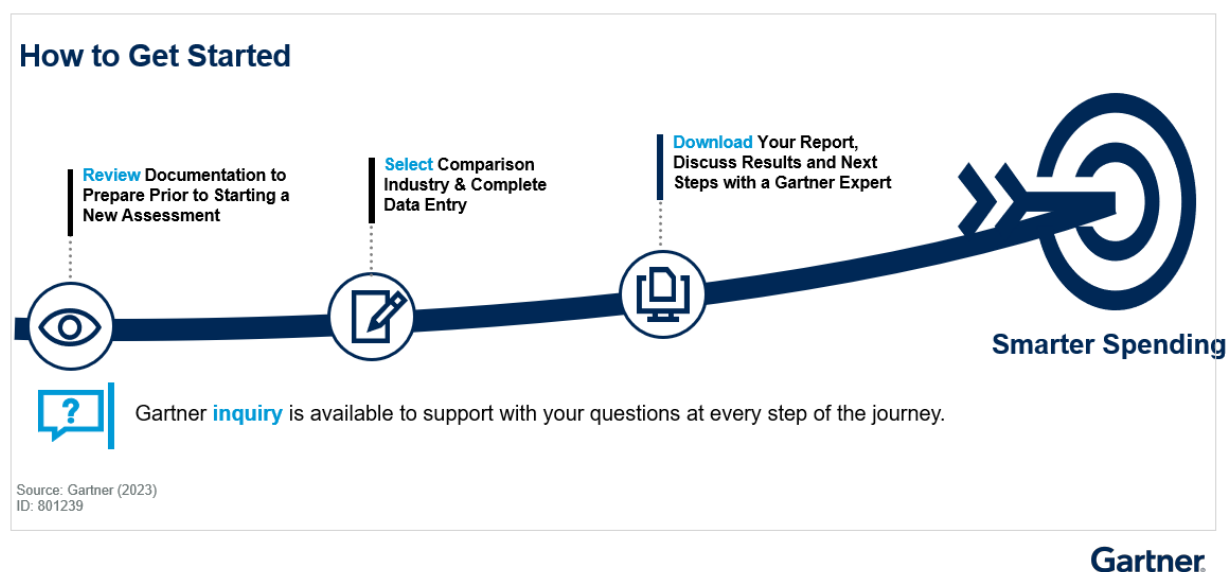 How to Get Started
Review Documentation to
Prepare Prior to Starting a
New Assessment
Select Comparison
Industry & Complete
Data Entry
Download Your Report,
Discuss Results and Next
Steps with a Gartner Expert
Smarter Spending
?
Gartner inquiry is available to support with your questions at every step of the journey.
Source: Gartner (2023)
ID: 801239
Gartner